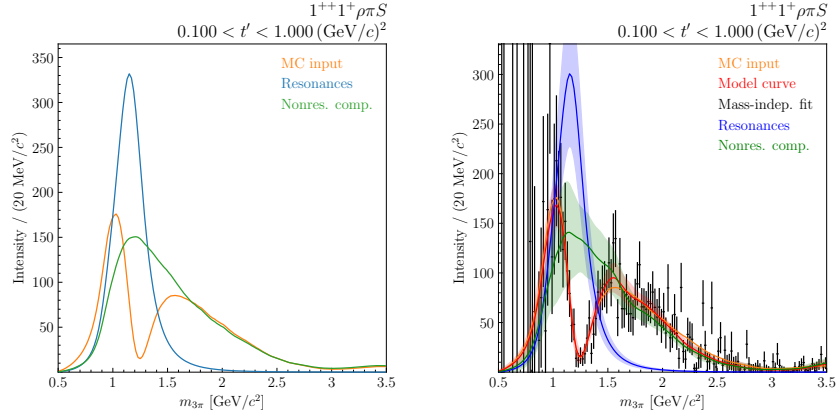 1⁺⁺1⁺ρπS
0.100 < t′ < 1.000 (GeV/c)²
MC input
Resonances
Nonres. comp.
Intensity / (20 MeV/c²)
350
300
250
200
150
100
50
0.5 1 1.5 2 2.5 3 3.5
m₃π [GeV/c²]
1⁺⁺1⁺ρπS
0.100 < t′ < 1.000 (GeV/c)²
MC input
Model curve
Mass-indep. fit
Resonances
Nonres. comp.
Intensity / (20 MeV/c²)
300
250
200
150
100
50
0.5 1 1.5 2 2.5 3 3.5
m₃π [GeV/c²]